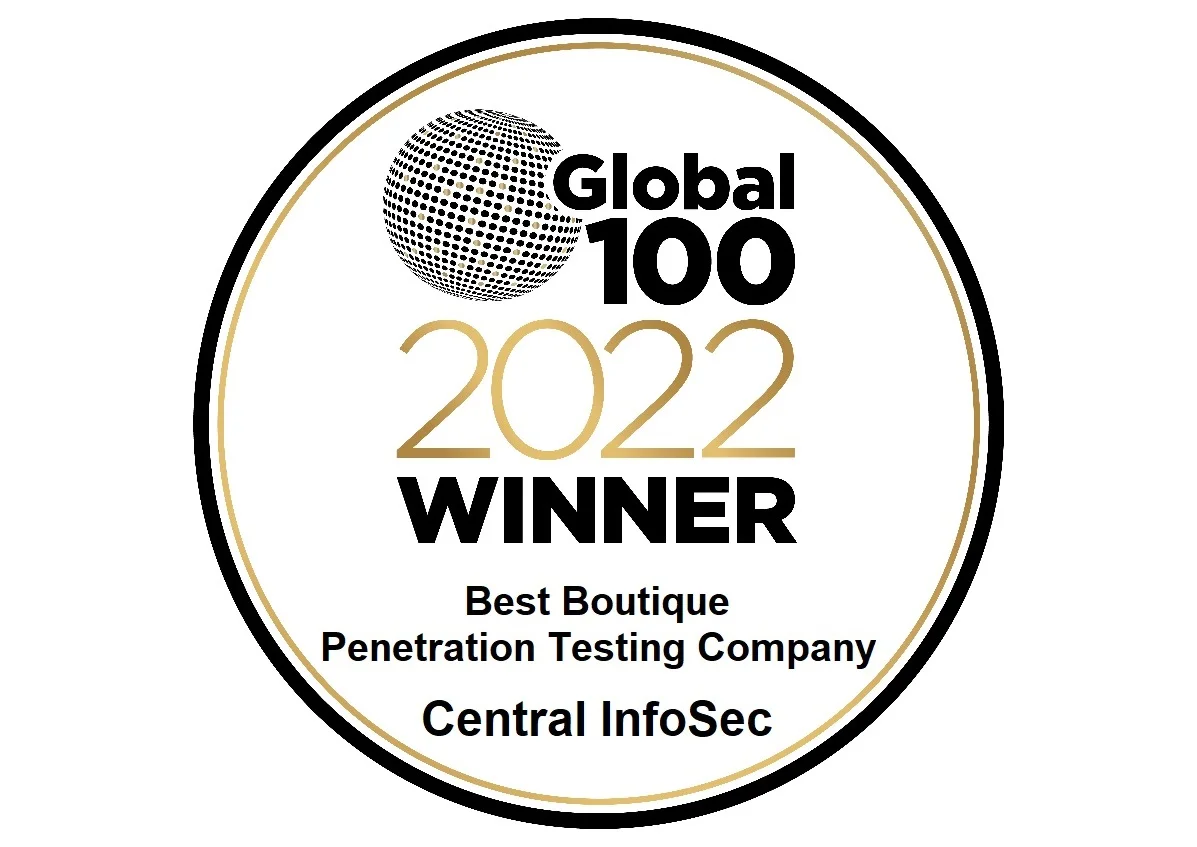 Global
100
2022
WINNER
Best Boutique
Penetration Testing Company
Central InfoSec